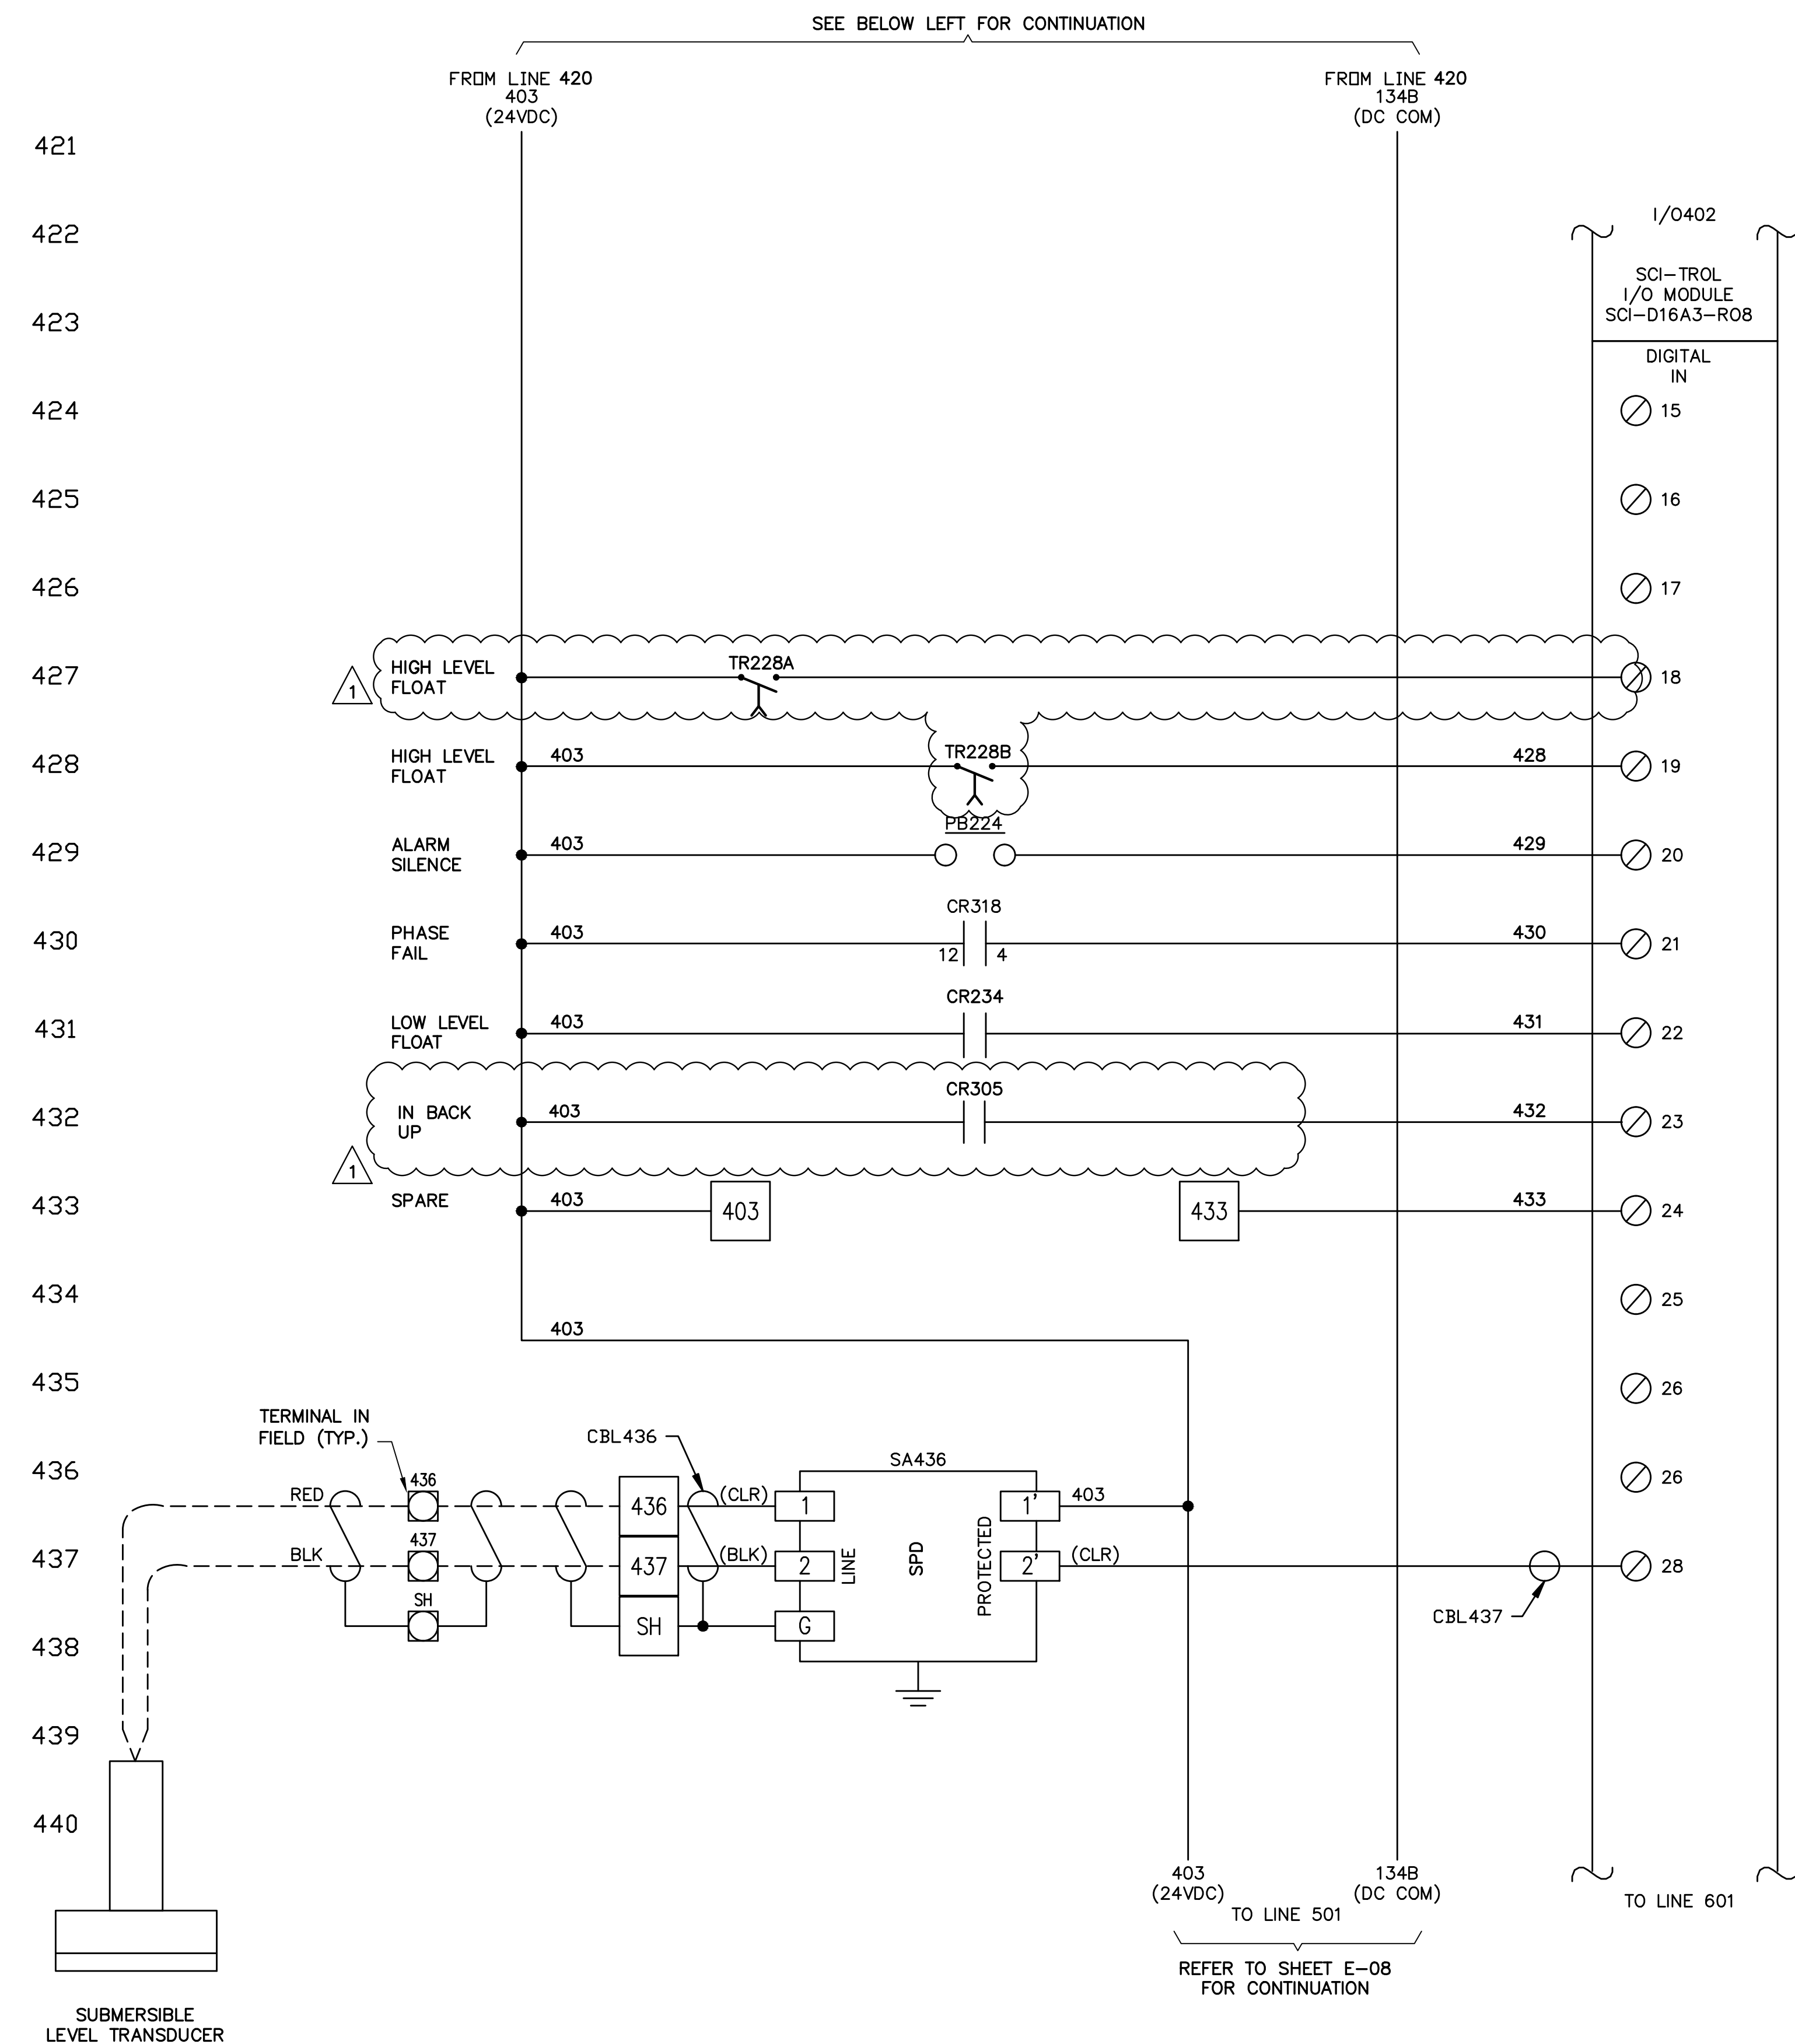 SEE BELOW LEFT FOR CONTINUATION
FROM LINE 420
403
(24VDC)
FROM LINE 420
134B
(DC COM)
421
422
I/O402
SCI-TROL
I/O MODULE
SCI-D16A3-RO8
423
DIGITAL
IN
424
15
425
16
426
17
427
1
HIGH LEVEL
FLOAT
TR228A
18
428
HIGH LEVEL
FLOAT
403
TR228B
428
19
429
ALARM
SILENCE
403
PB224
429
20
430
PHASE
FAIL
403
CR318
12
4
430
21
431
LOW LEVEL
FLOAT
403
CR234
431
22
432
IN BACK
UP
403
CR305
432
23
1
433
SPARE
403
403
433
433
24
434
25
403
435
26
TERMINAL IN
FIELD (TYP.)
CBL436
SA436
436
26
RED
436
436
(CLR)
1
1'
403
437
BLK
437
437
(BLK)
2
LINE
SPD
PROTECTED
2'
(CLR)
28
CBL437
SH
SH
G
438
439
440
403
(24VDC)
134B
(DC COM)
TO LINE 501
TO LINE 601
REFER TO SHEET E-08
FOR CONTINUATION
SUBMERSIBLE
LEVEL TRANSDUCER